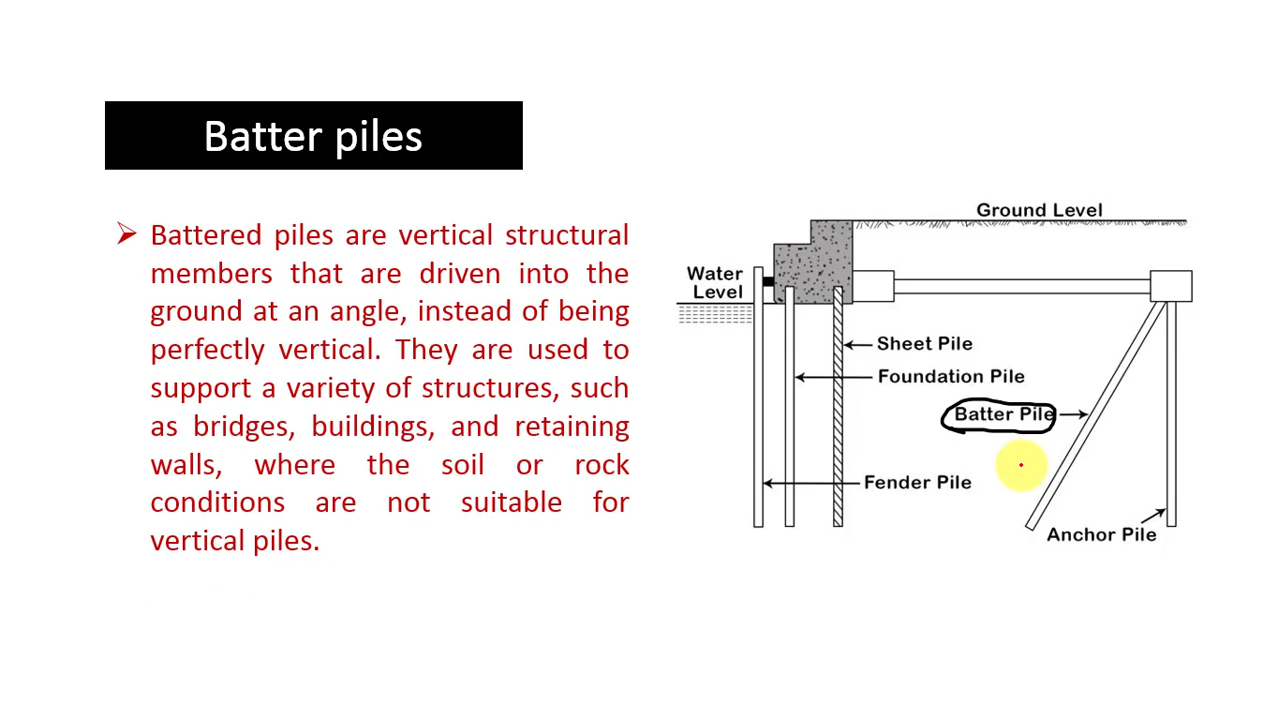 Batter piles
➢ Battered piles are vertical structural
members that are driven into the
ground at an angle, instead of being
perfectly vertical. They are used to
support a variety of structures, such
as bridges, buildings, and retaining
walls, where the soil or rock
conditions are not suitable for
vertical piles.
Ground Level
Water
Level
Sheet Pile
Foundation Pile
Batter Pile
Fender Pile
Anchor Pile